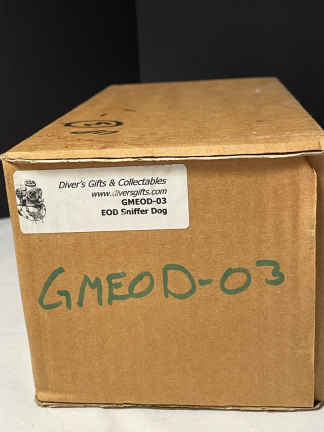 Diver's Gifts & Collectables
www.diversgifts.com
GMEOD-03
EOD Sniffer Dog
GMEOD-03